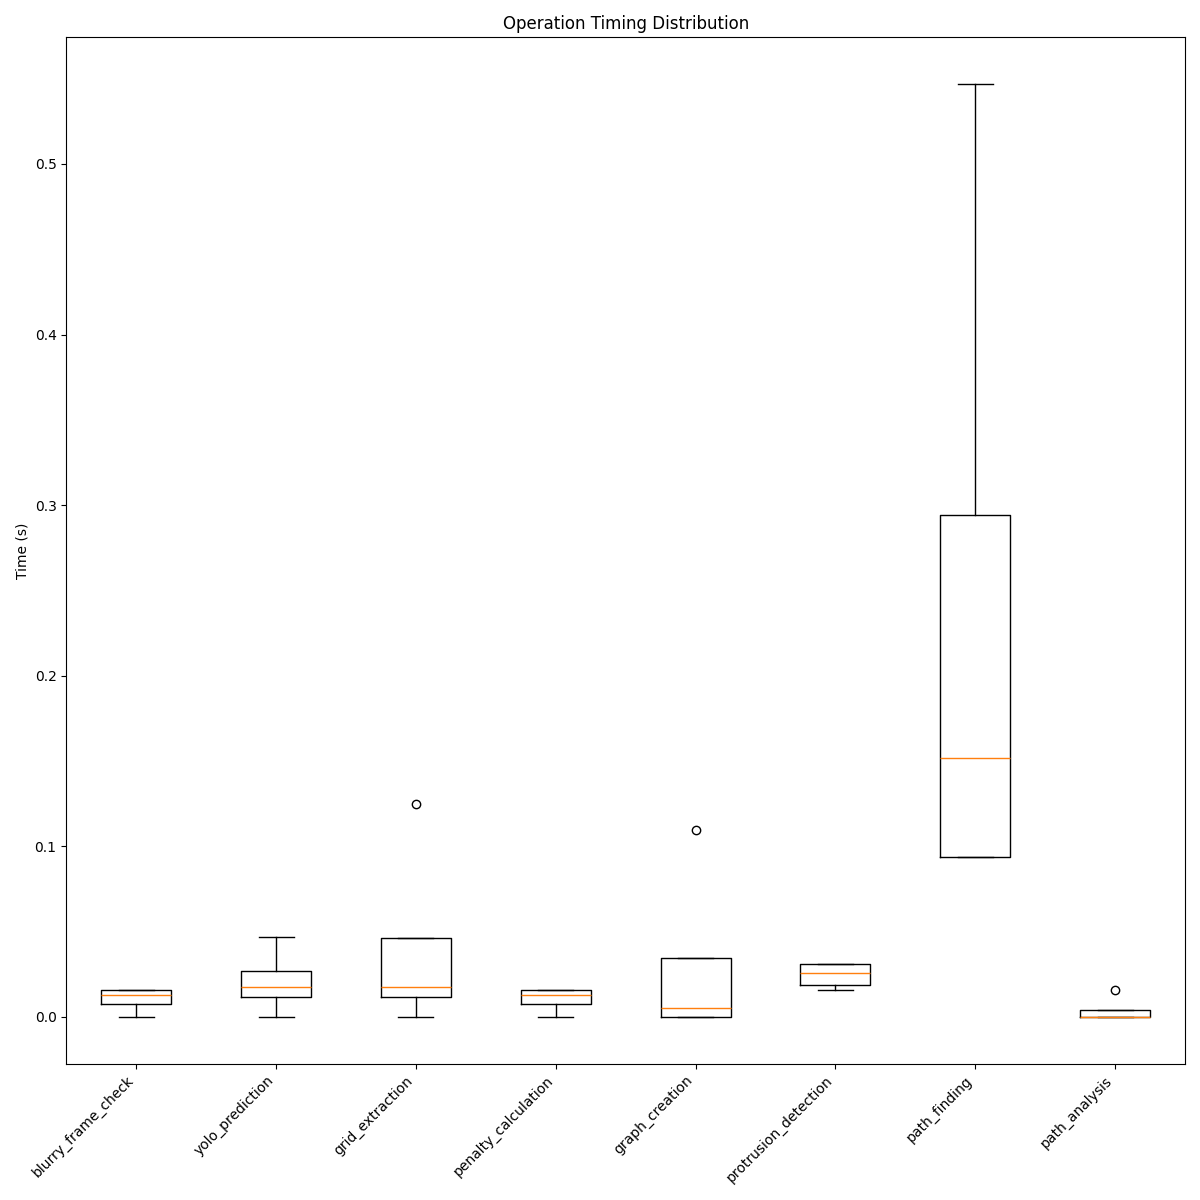 Operation Timing Distribution
Time (s)
0.5
0.4
0.3
0.2
0.1
0.0
blurry_frame_check
yolo_prediction
grid_extraction
penalty_calculation
graph_creation
protrusion_detection
path_finding
path_analysis